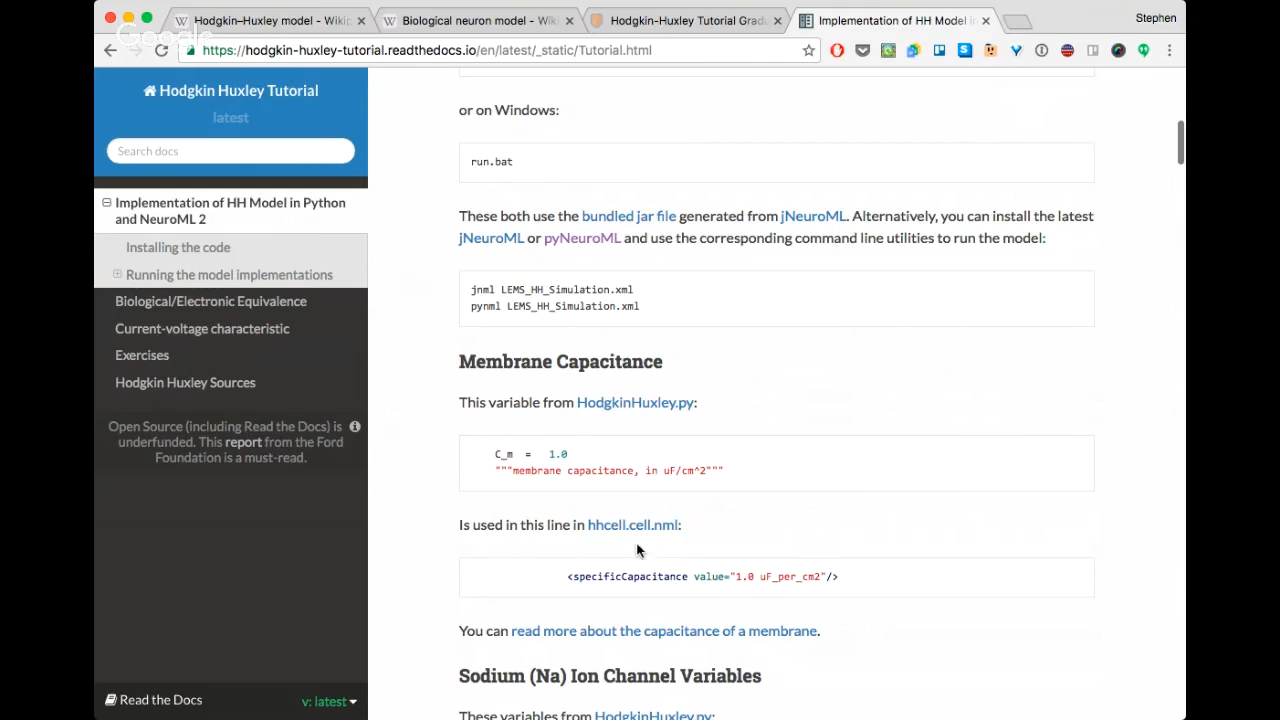 Hodgkin–Huxley model - Wikip
Biological neuron model - Wiki
Hodgkin-Huxley Tutorial Gradu
Implementation of HH Model in
Stephen
Google
https://hodgkin-huxley-tutorial.readthedocs.io/en/latest/_static/Tutorial.html
Hodgkin Huxley Tutorial
latest
Search docs
Implementation of HH Model in Python
and NeuroML 2
Installing the code
Running the model implementations
Biological/Electronic Equivalence
Current-voltage characteristic
Exercises
Hodgkin Huxley Sources
Open Source (including Read the Docs) is
underfunded. This report from the Ford
Foundation is a must-read.
Read the Docs
v: latest
or on Windows:
run.bat
These both use the bundled jar file generated from jNeuroML. Alternatively, you can install the latest
jNeuroML or pyNeuroML and use the corresponding command line utilities to run the model:
jnml LEMS_HH_Simulation.xml
pynml LEMS_HH_Simulation.xml
Membrane Capacitance
This variable from HodgkinHuxley.py:
C_m = 1.0
"""membrane capacitance, in uF/cm^2"""
Is used in this line in hhcell.cell.nml:
<specificCapacitance value="1.0 uF_per_cm2"/>
You can read more about the capacitance of a membrane.
Sodium (Na) Ion Channel Variables
These variables from HodgkinHuxley.py: